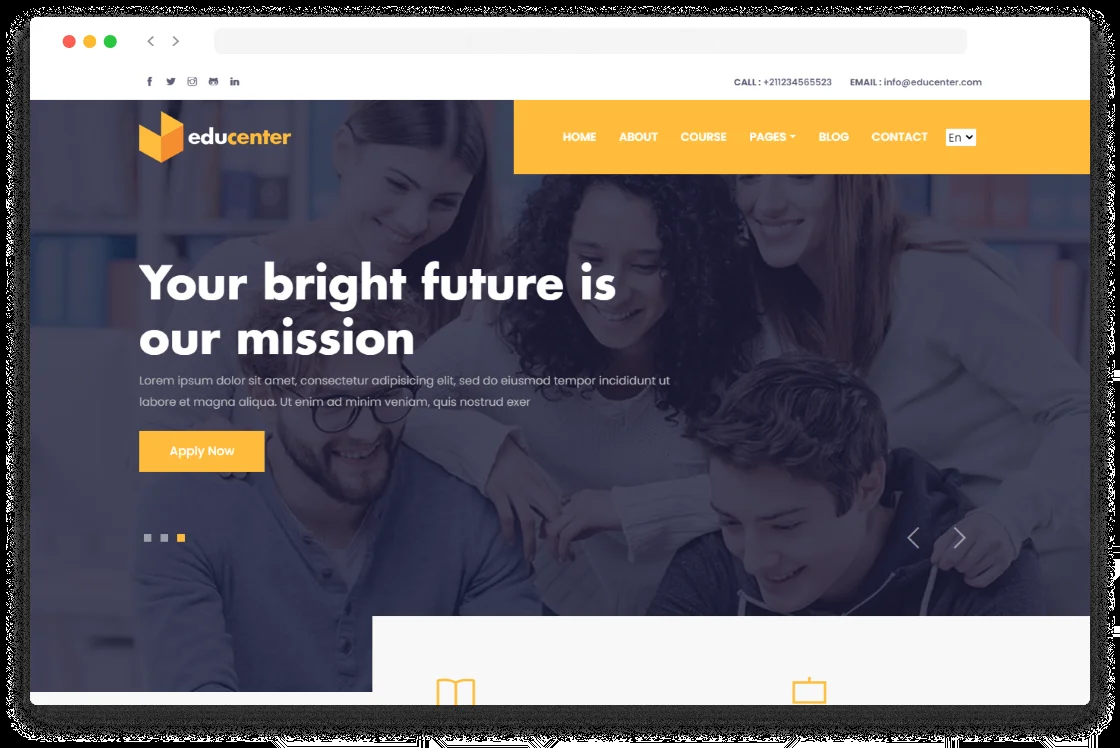 CALL : +211234565523 EMAIL : info@educenter.com
educenter
HOME ABOUT COURSE PAGES BLOG CONTACT En
Your bright future is
our mission
Lorem ipsum dolor sit amet, consectetur adipisicing elit, sed do eiusmod tempor incididunt ut
labore et magna aliqua. Ut enim ad minim veniam, quis nostrud exer
Apply Now